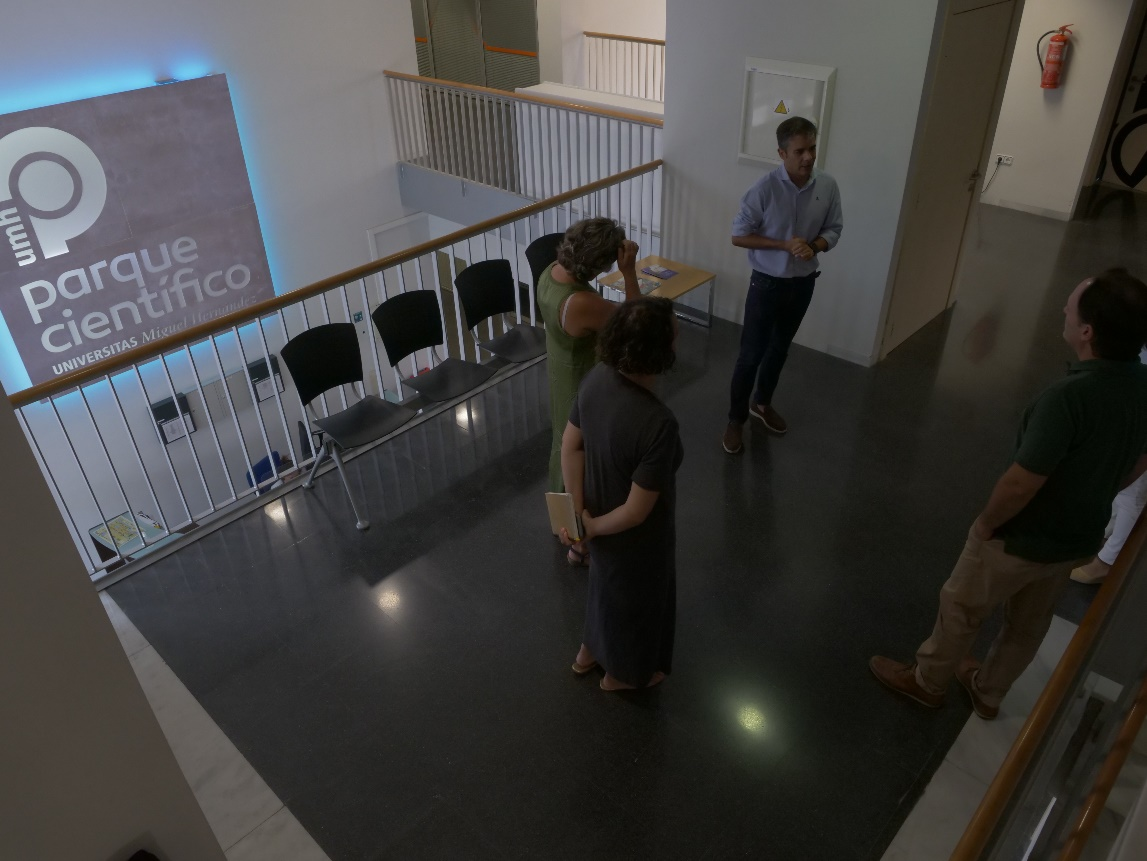 umh
parque
científico
UNIVERSITAS Miguel Hernández